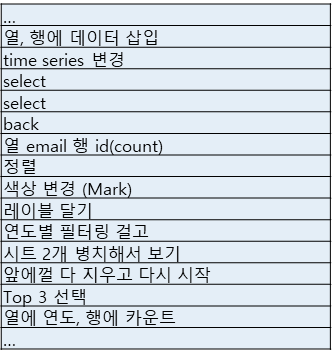 ...
열, 행에 데이터 삽입
time series 변경
select
select
back
열 email 행 id(count)
정렬
색상 변경 (Mark)
레이블 달기
연도별 필터링 걸고
시트 2개 병치해서 보기
앞에껄 다 지우고 다시 시작
Top 3 선택
열에 연도, 행에 카운트
...